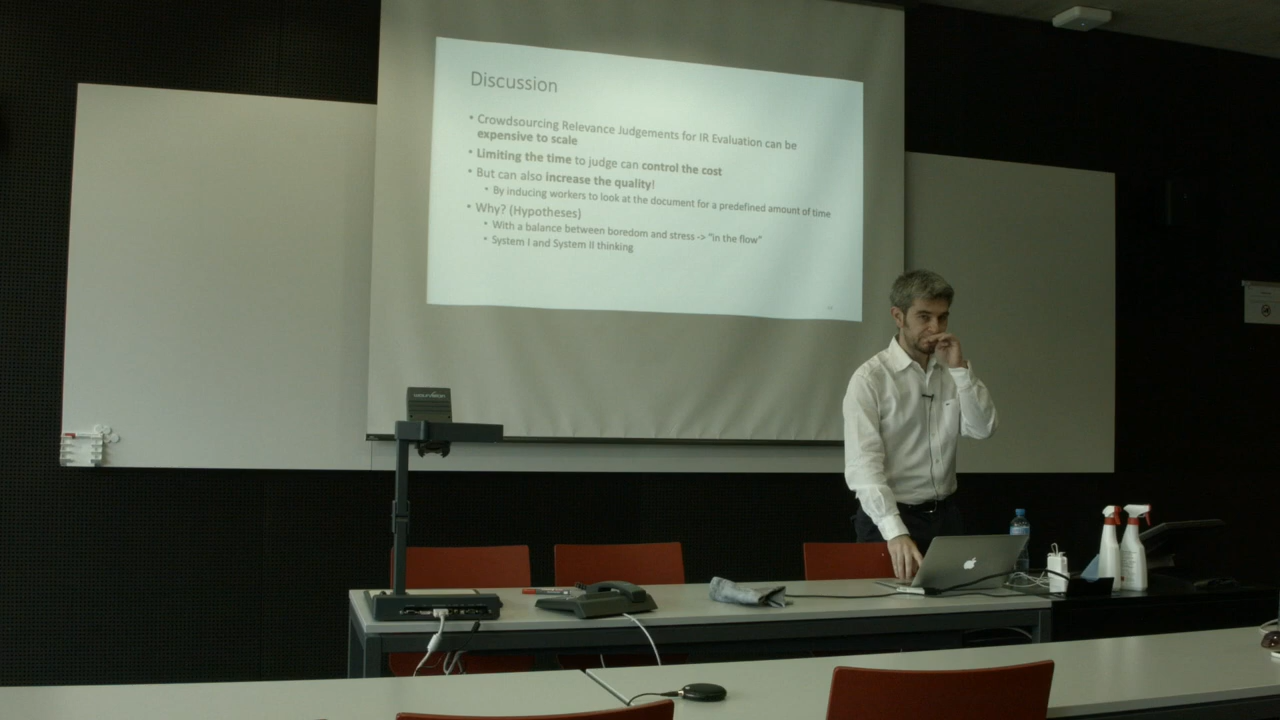 Discussion
• Crowdsourcing Relevance Judgements for IR Evaluation can be
expensive to scale
• Limiting the time to judge can control the cost
• But can also increase the quality!
• By inducing workers to look at the document for a predefined amount of time
• Why? (Hypotheses)
• With a balance between boredom and stress -> "in the flow"
• System I and System II thinking